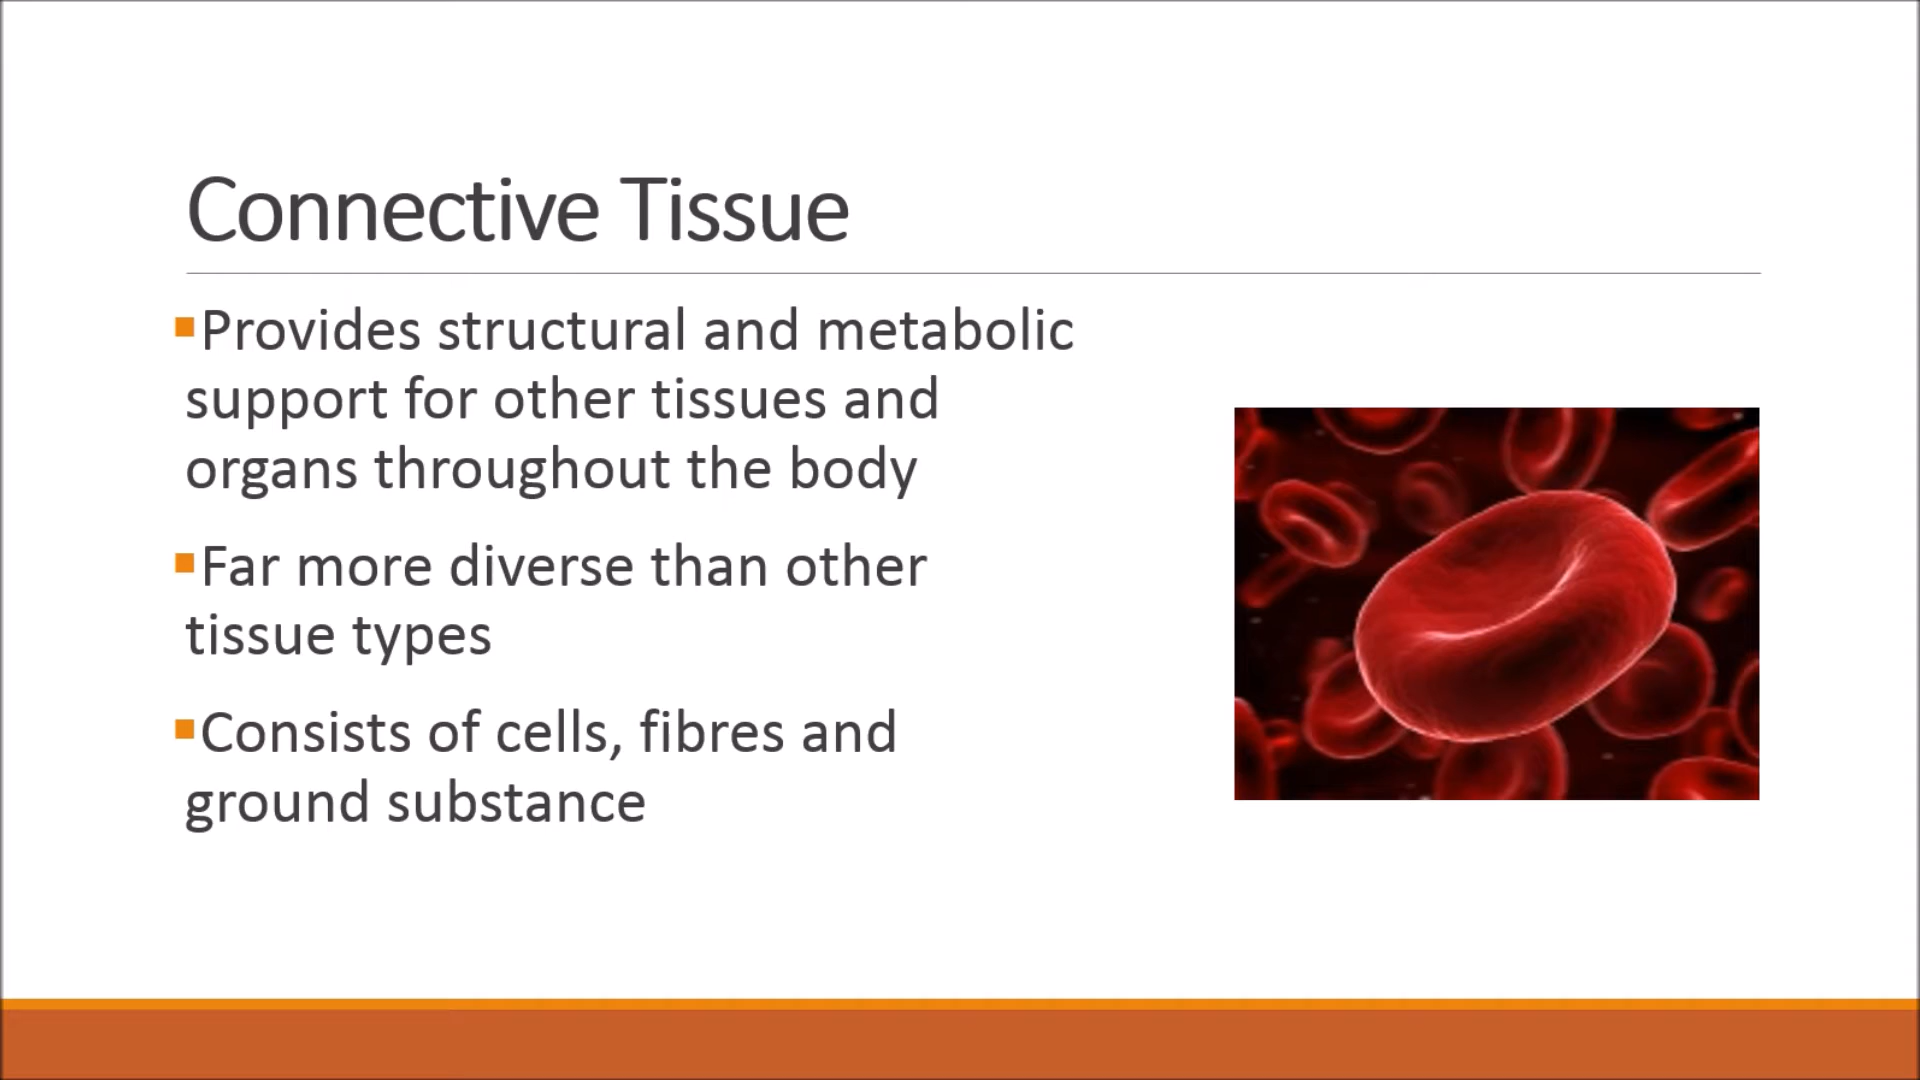 Connective Tissue
Provides structural and metabolic
support for other tissues and
organs throughout the body
Far more diverse than other
tissue types
Consists of cells, fibres and
ground substance